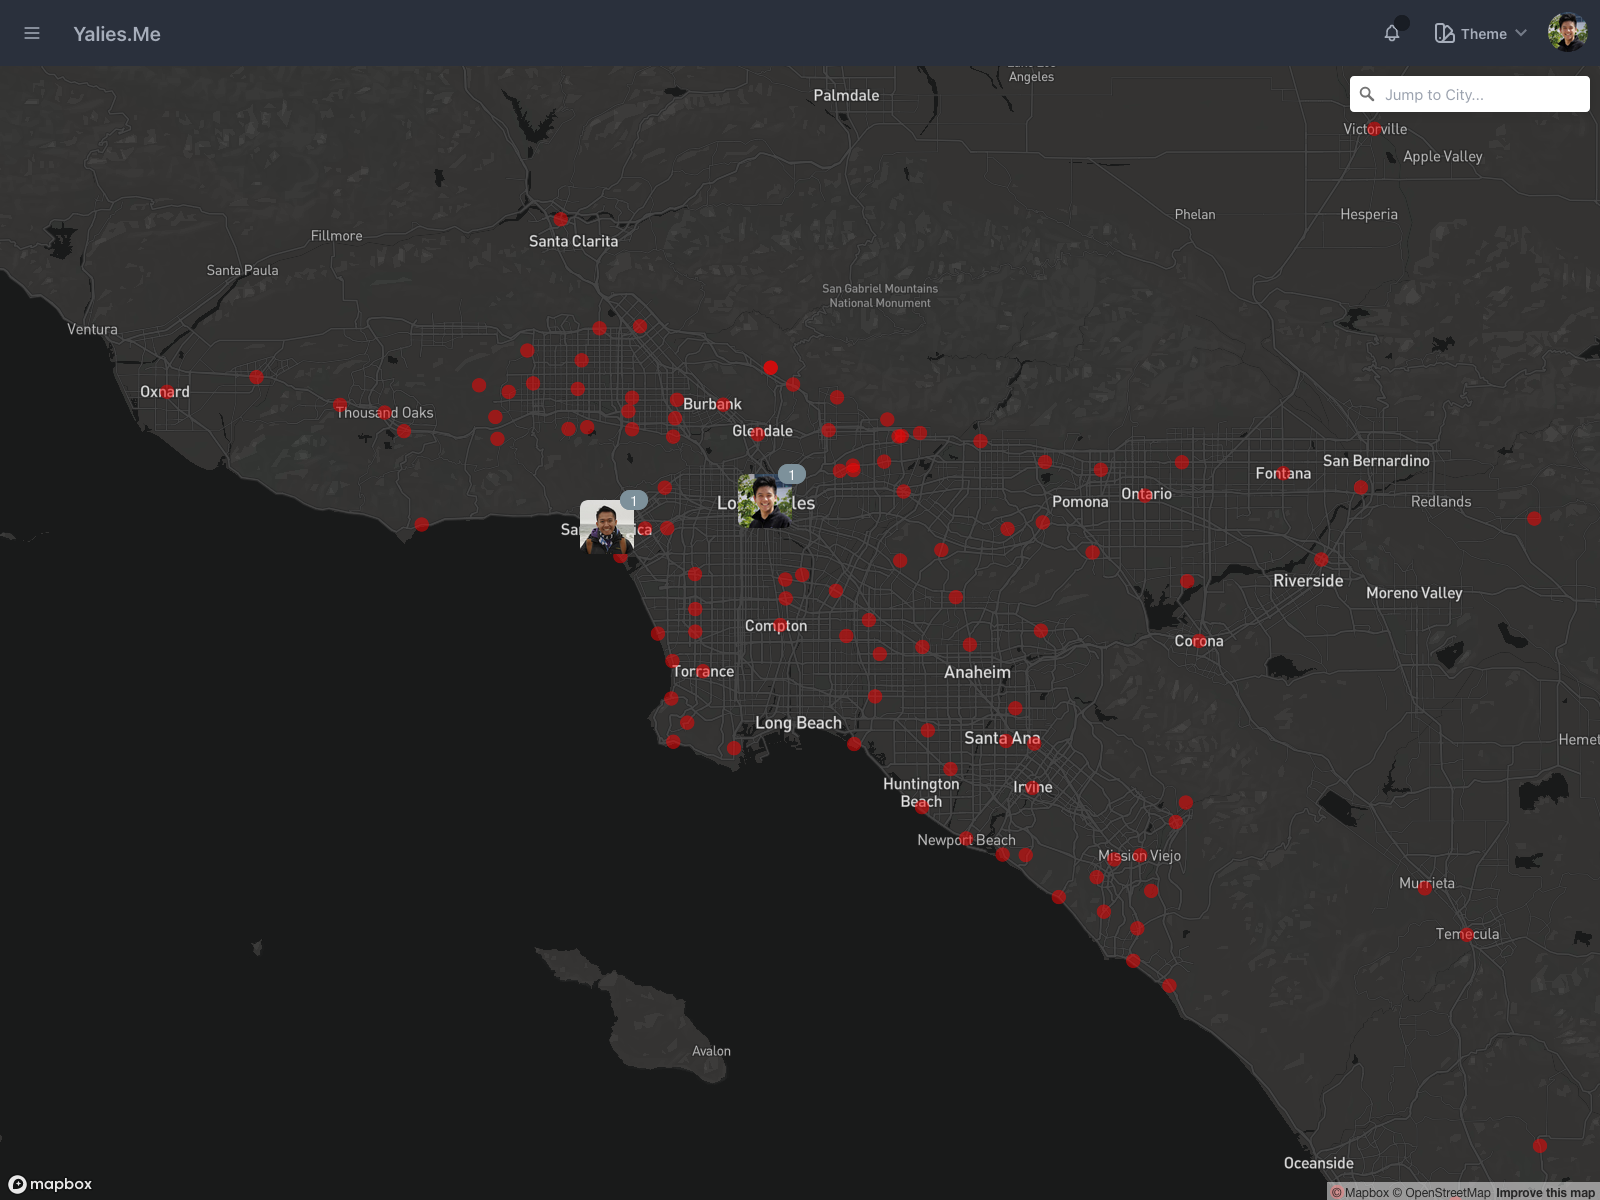 Yalies.Me
Theme
Jump to City...
Angeles
Palmdale
Victorville
Apple Valley
Phelan
Hesperia
Fillmore
Santa Clarita
Santa Paula
San Gabriel Mountains
National Monument
Ventura
Oxnard
Thousand Oaks
Burbank
Glendale
San Bernardino
Fontana
1
Lo
les
Pomona
Ontario
Redlands
1
Sa
ica
Riverside
Moreno Valley
Compton
Corona
Torrance
Anaheim
Long Beach
Santa Ana
Hemet
Huntington
Beach
Irvine
Newport Beach
Mission Viejo
Murrieta
Temecula
Avalon
Oceanside
mapbox
© Mapbox © OpenStreetMap Improve this map